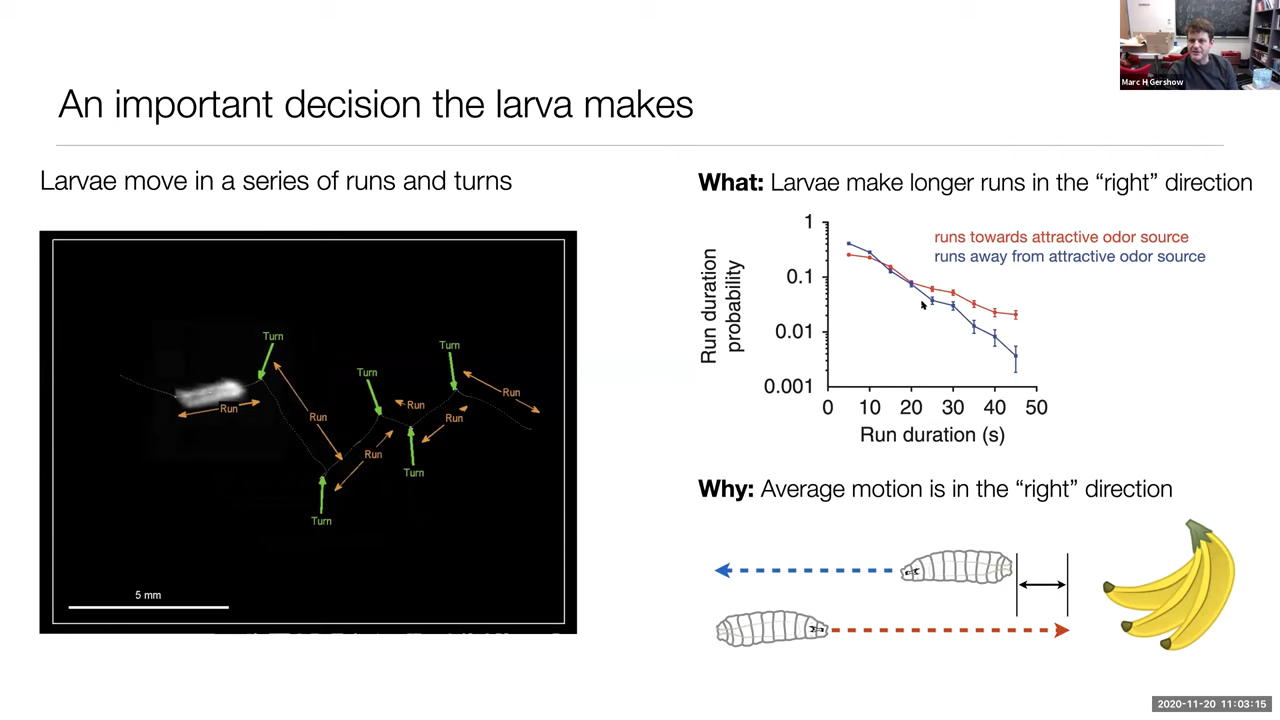 Marc H Gershow
An important decision the larva makes
Larvae move in a series of runs and turns
Turn
Run
Run
Turn
Run
Turn
Run
Turn
Run
Turn
Run
5 mm
What: Larvae make longer runs in the “right” direction
Run duration
probability
1
0.1
0.01
0.001
runs towards attractive odor source
runs away from attractive odor source
0 10 20 30 40 50
Run duration (s)
Why: Average motion is in the “right” direction
2020-11-20 11:03:15